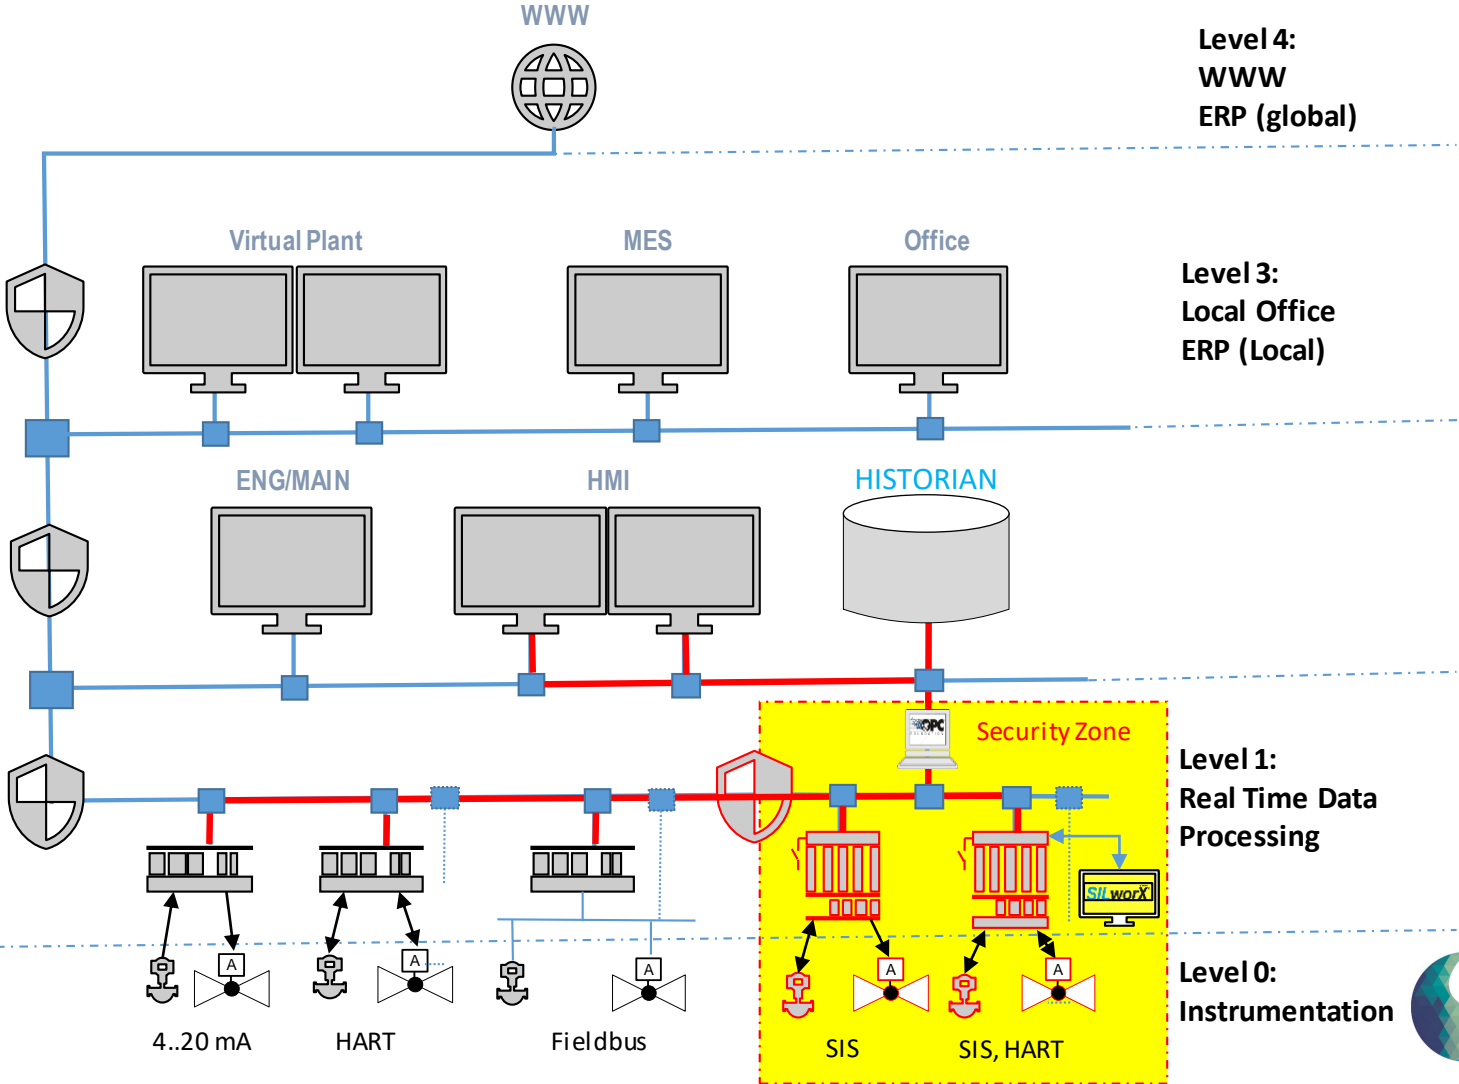 WWW
Level 4:
WWW
ERP (global)
Virtual Plant
MES
Office
Level 3:
Local Office
ERP (Local)
ENG/MAIN
HMI
HISTORIAN
OPC
FOUNDATION
Security Zone
Level 1:
Real Time Data
Processing
SILworX
A
A
A
A
A
Level 0:
Instrumentation
4..20 mA
HART
Fieldbus
SIS
SIS, HART